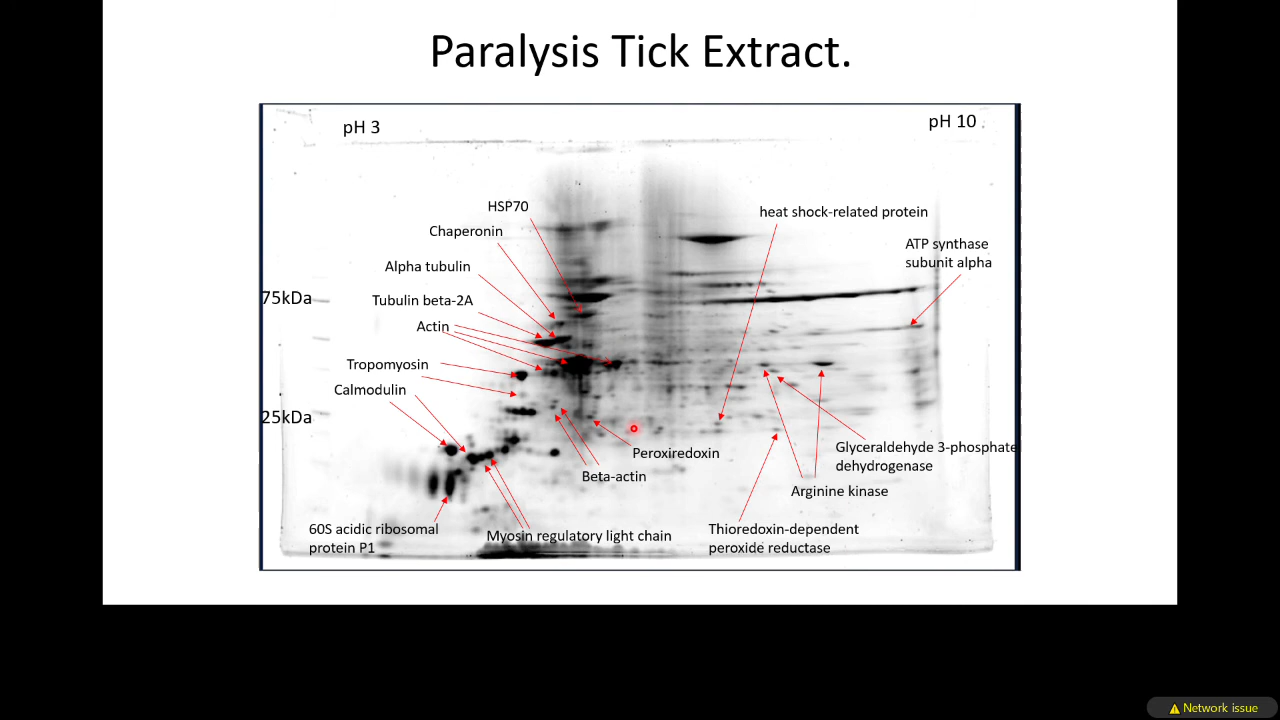 Paralysis Tick Extract.
pH 3
pH 10
HSP70
heat shock-related protein
Chaperonin
ATP synthase
subunit alpha
Alpha tubulin
75kDa
Tubulin beta-2A
Actin
Tropomyosin
Calmodulin
25kDa
Glyceraldehyde 3-phosphate
dehydrogenase
Peroxiredoxin
Beta-actin
Arginine kinase
60S acidic ribosomal
protein P1
Myosin regulatory light chain
Thioredoxin-dependent
peroxide reductase
Network issue